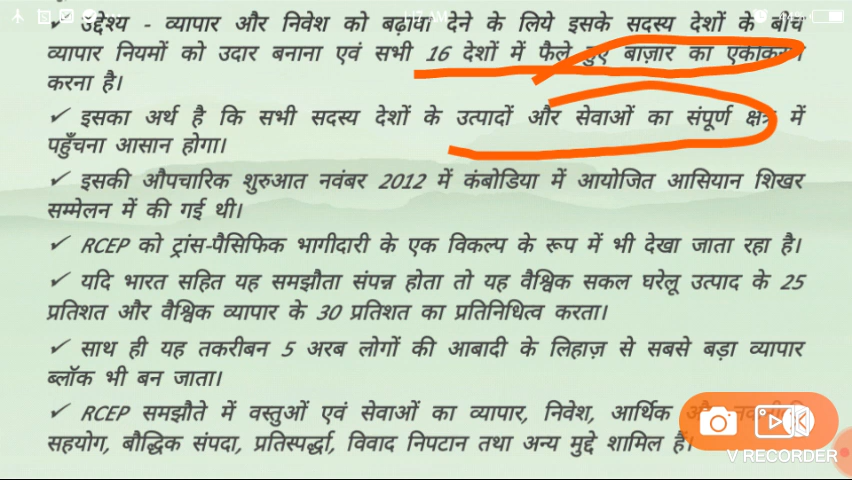 ✓ उद्देश्य - व्यापार और निवेश को बढ़ावा देने के लिये इसके सदस्य देशों के बीच
व्यापार नियमों को उदार बनाना एवं सभी 16 देशों में फैले हुए बाज़ार का एकीकरण
करना है।
✓ इसका अर्थ है कि सभी सदस्य देशों के उत्पादों और सेवाओं का संपूर्ण क्षेत्र में
पहुँचना आसान होगा।
✓ इसकी औपचारिक शुरुआत नवंबर 2012 में कंबोडिया में आयोजित आसियान शिखर
सम्मेलन में की गई थी।
✓ RCEP को ट्रांस-पैसिफिक भागीदारी के एक विकल्प के रूप में भी देखा जाता रहा है।
✓ यदि भारत सहित यह समझौता संपन्न होता तो यह वैश्विक सकल घरेलू उत्पाद के 25
प्रतिशत और वैश्विक व्यापार के 30 प्रतिशत का प्रतिनिधित्व करता।
✓ साथ ही यह तकरीबन 5 अरब लोगों की आबादी के लिहाज़ से सबसे बड़ा व्यापार
ब्लॉक भी बन जाता।
✓ RCEP समझौते में वस्तुओं एवं सेवाओं का व्यापार, निवेश, आर्थिक और
सहयोग, बौद्धिक संपदा, प्रतिस्पर्द्धा, विवाद निपटान तथा अन्य मुद्दे शामिल हैं।
V RECORDER